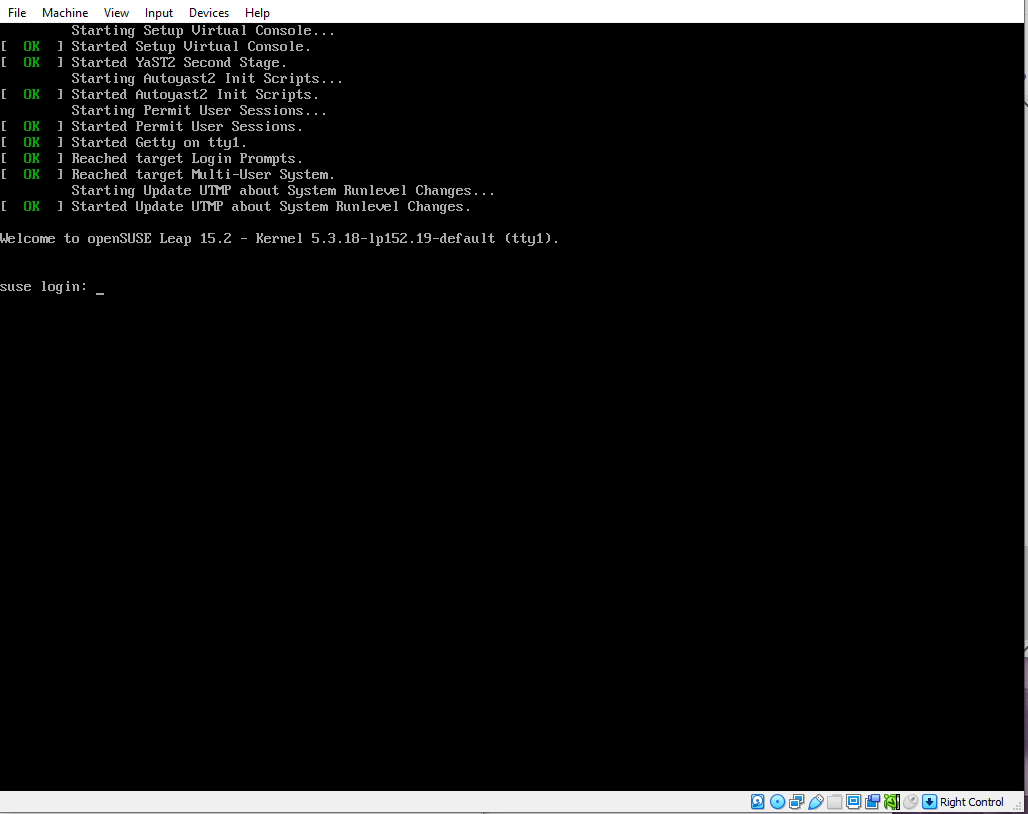 File Machine View Input Devices Help
Starting Setup Virtual Console...
[ OK ] Started Setup Virtual Console.
[ OK ] Started YaST2 Second Stage.
Starting Autoyast2 Init Scripts...
[ OK ] Started Autoyast2 Init Scripts.
Starting Permit User Sessions...
[ OK ] Started Permit User Sessions.
[ OK ] Started Getty on tty1.
[ OK ] Reached target Login Prompts.
[ OK ] Reached target Multi-User System.
Starting Update UTMP about System Runlevel Changes...
[ OK ] Started Update UTMP about System Runlevel Changes.
Welcome to openSUSE Leap 15.2 - Kernel 5.3.18-lp152.19-default (tty1).
suse login: _
Right Control